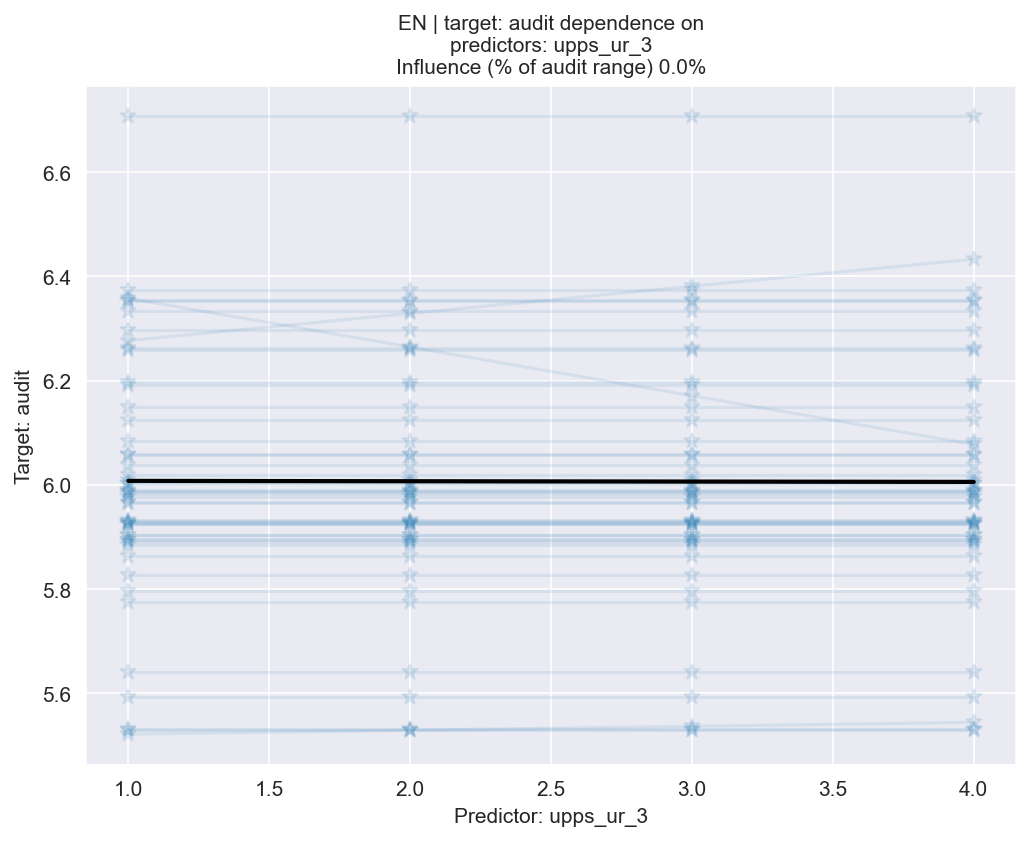 EN | target: audit dependence on
predictors: upps_ur_3
Influence (% of audit range) 0.0%
6.6
6.4
6.2
6.0
5.8
5.6
Target: audit
1.0
1.5
2.0
2.5
3.0
3.5
4.0
Predictor: upps_ur_3